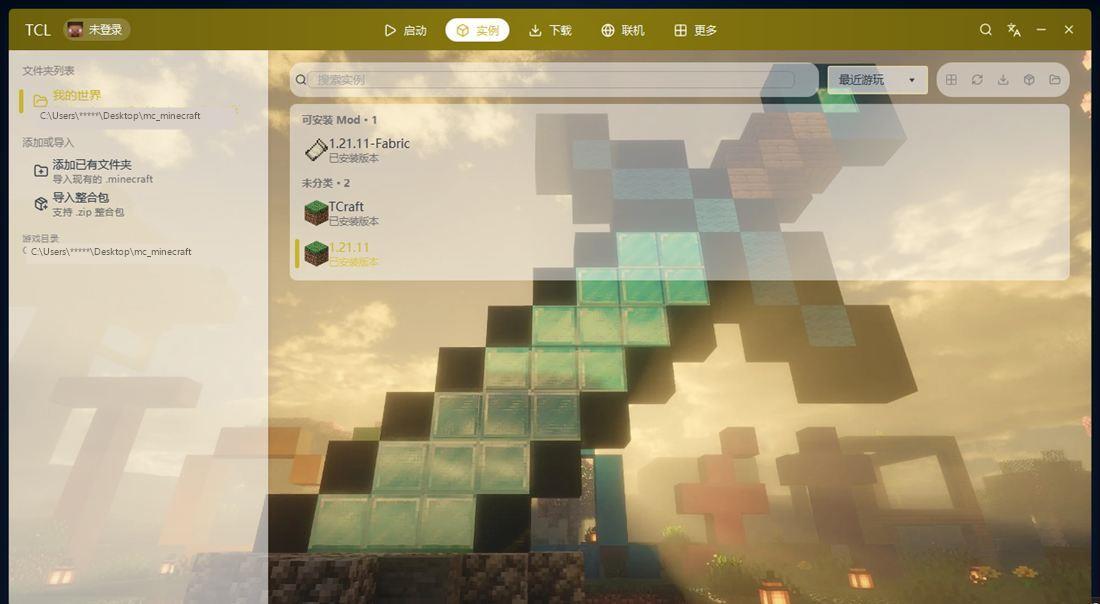 TCL 未登录 启动 实例 下载 联机 更多
文件夹列表
我的世界
C:\Users\*****\Desktop\mc_minecraft
添加或导入
添加已有文件夹
导入现有的 .minecraft
导入整合包
支持 .zip 整合包
游戏目录
C:\Users\*****\Desktop\mc_minecraft
搜索实例 最近游玩
可安装 Mod • 1
1.21.11-Fabric
已安装版本
未分类 • 2
TCraft
已安装版本
1.21.11
已安装版本